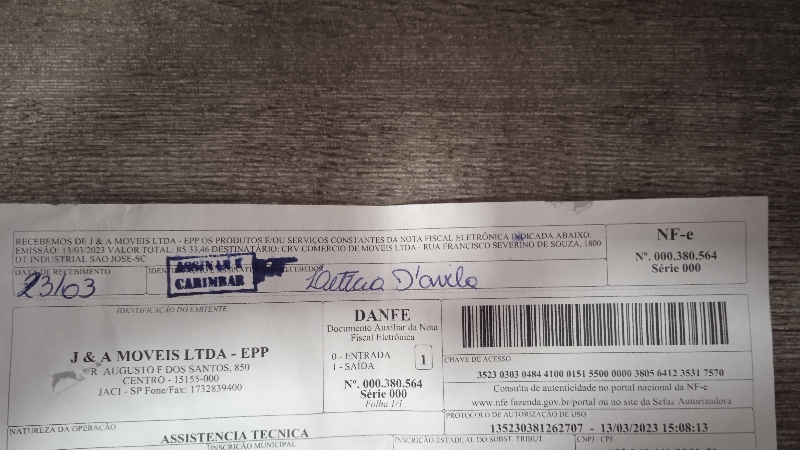 RECEBEMOS DE J & A MOVEIS LTDA - EPP OS PRODUTOS E/OU SERVIÇOS CONSTANTES DA NOTA FISCAL ELETRÔNICA INDICADA ABAIXO.
EMISSÃO: 13/03/2023 VALOR TOTAL: R$ 33,46 DESTINATÁRIO: CRV COMERCIO DE MOVEIS LTDA - RUA FRANCISCO SEVERINO DE SOUZA, 1800
DT INDUSTRIAL SAO JOSE-SC
NF-e
Nº. 000.380.564
Série 000
DATA DE RECEBIMENTO
23/03
ASSINAR E
CARIMBAR
RECEBEDOR
Laeticia D'avila
IDENTIFICAÇÃO DO EMITENTE
J & A MOVEIS LTDA - EPP
R AUGUSTO F DOS SANTOS, 850
CENTRO - 15155-000
JACI - SP Fone/Fax: 1732839400
DANFE
Documento Auxiliar da Nota
Fiscal Eletrônica
0 - ENTRADA
1 - SAÍDA
1
Nº. 000.380.564
Série 000
Folha 1/1
CHAVE DE ACESSO
3523 0303 0484 4100 0151 5500 0000 3805 6412 3531 7570
Consulta de autenticidade no portal nacional da NF-e
www.nfe.fazenda.gov.br/portal ou no site da Sefaz Autorizadora
NATUREZA DA OPERAÇÃO
ASSISTENCIA TECNICA
PROTOCOLO DE AUTORIZAÇÃO DE USO
135230381262707 - 13/03/2023 15:08:13
INSCRIÇÃO MUNICIPAL
INSCRIÇÃO ESTADUAL DO SUBST. TRIBUT.
CNPJ / CPF